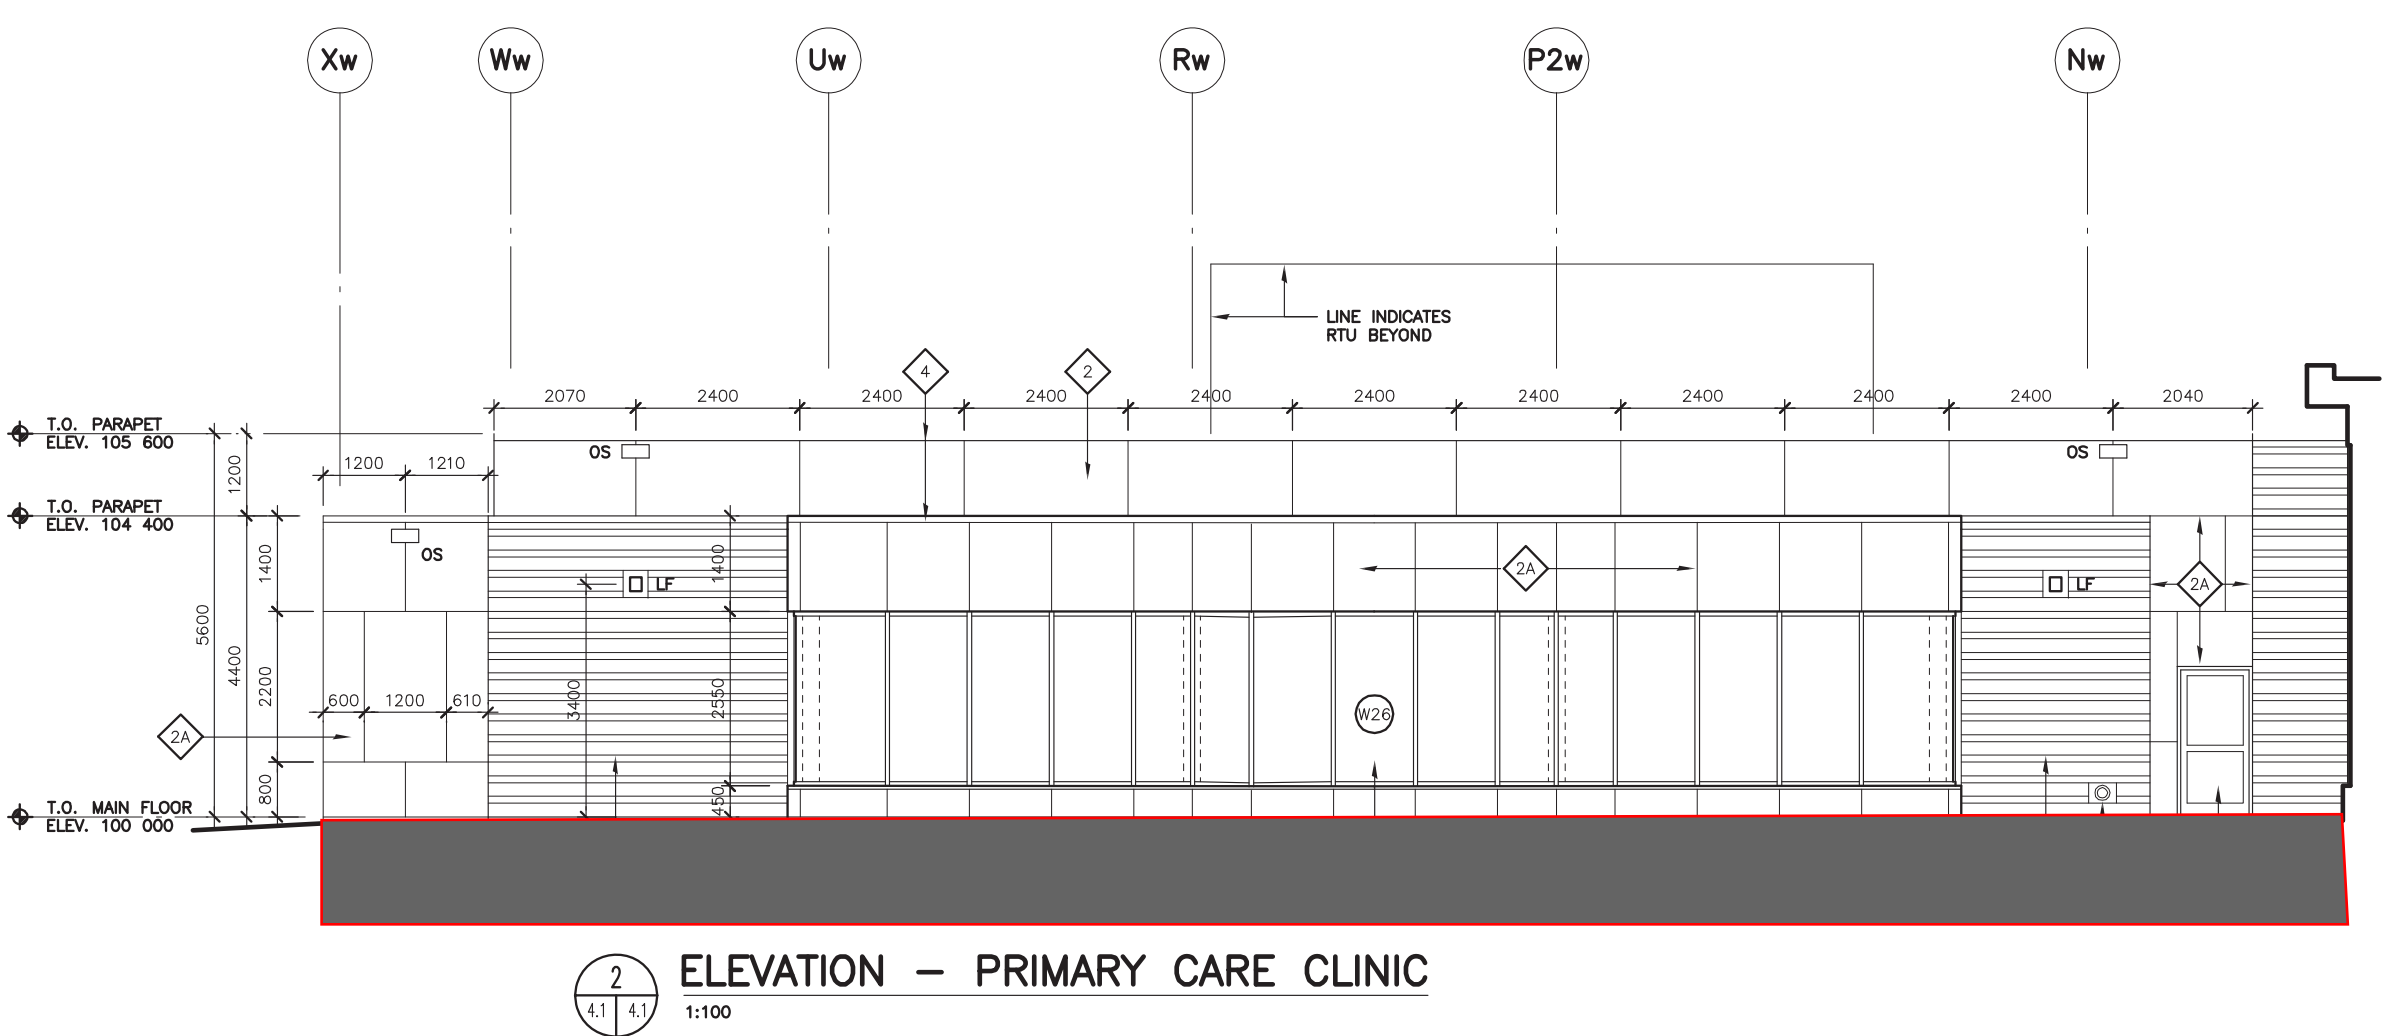 Xw Ww Uw Rw P2w Nw
LINE INDICATES
RTU BEYOND
4 2
2070 2400 2400 2400 2400 2400 2400 2400 2400 2400 2040
T.O. PARAPET
ELEV. 105 600
OS OS
1200 1210
1200
T.O. PARAPET
ELEV. 104 400
OS
1400 1400
2A
LF LF
2A
5600
4400
2200
3400
2550
600 1200 610
W26
2A
800
450
T.O. MAIN FLOOR
ELEV. 100 000
2
4.1 4.1
ELEVATION – PRIMARY CARE CLINIC
1:100